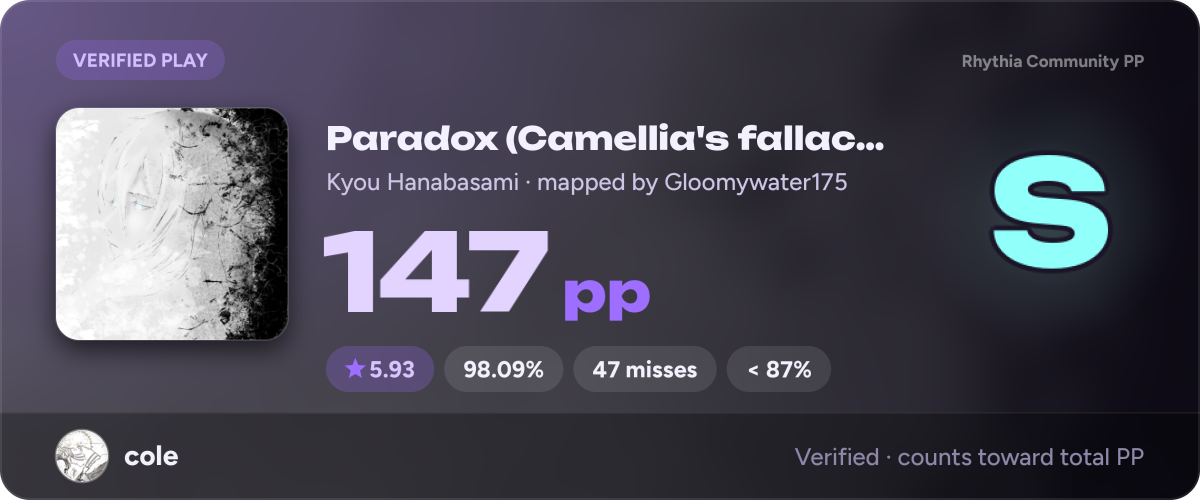 VERIFIED PLAY
Rhythia Community PP
Paradox (Camellia's fallac...
Kyou Hanabasami · mapped by Gloomywater175
S
147 pp
★ 5.93
98.09%
47 misses
< 87%
cole
Verified · counts toward total PP